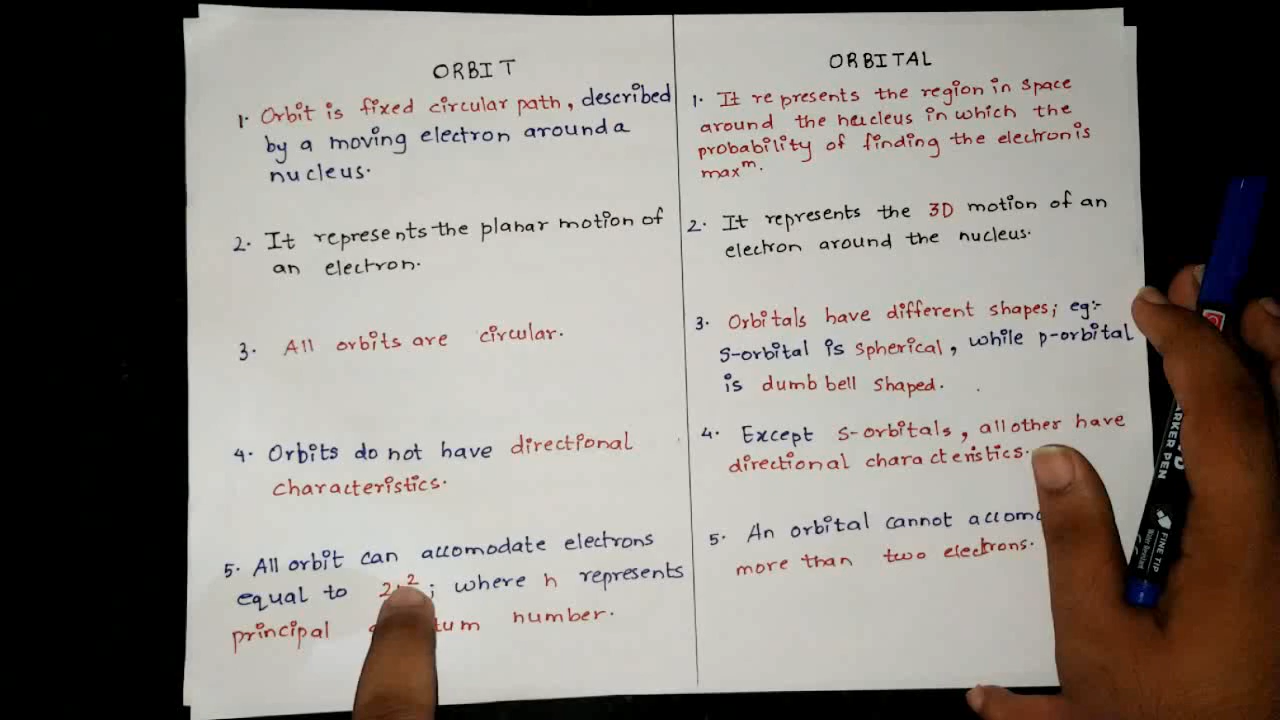 ORBIT
1. Orbit is fixed circular path, described
by a moving electron around a
nucleus.
2. It represents the planar motion of
an electron.
3. All orbits are circular.
4. Orbits do not have directional
characteristics.
5. All orbit can accomodate electrons
equal to ; where n represents
principal number.
ORBITAL
1. It represents the region in space
around the nucleus in which the
probability of finding the electron is
maxᵐ.
2. It represents the 3D motion of an
electron around the nucleus.
3. Orbitals have different shapes; eg:-
S-orbital is spherical, while p-orbital
is dumb bell shaped.
4. Except S-orbitals, all other have
directional characteristics.
5. An orbital cannot
more than two electrons.
MARKER PEN
FINE TIP